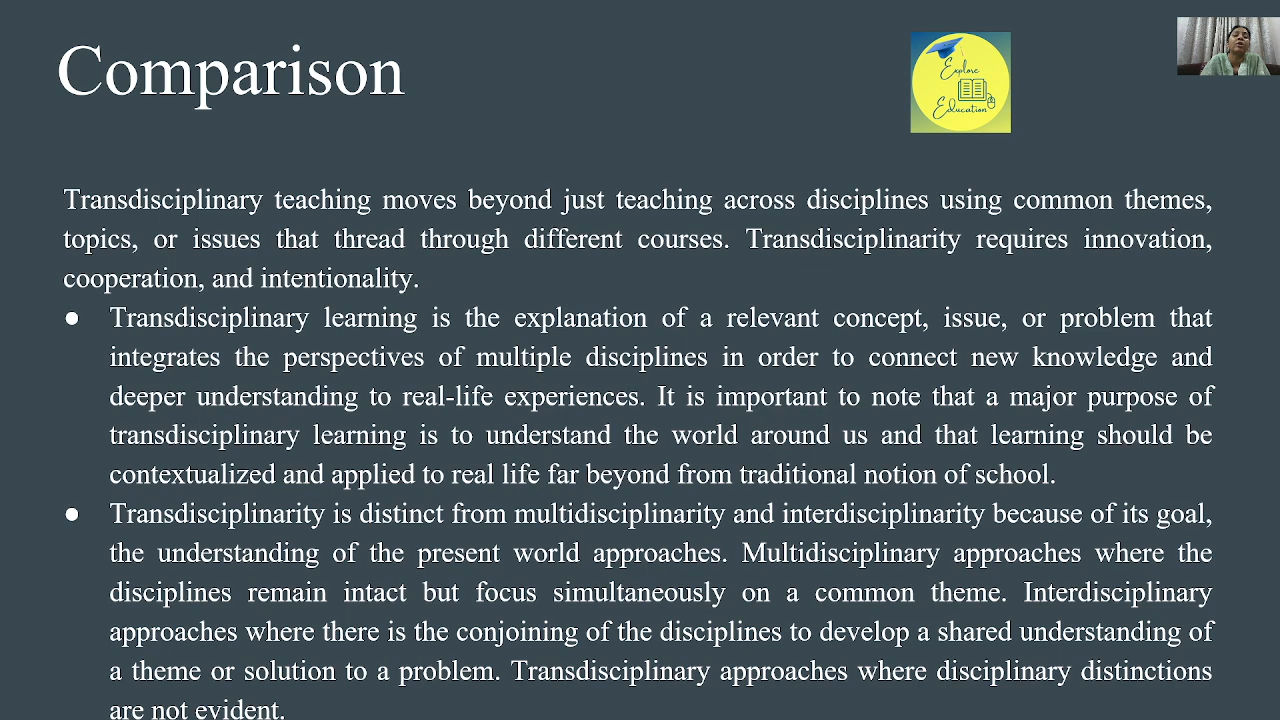 Comparison
Explore
Education
Transdisciplinary teaching moves beyond just teaching across disciplines using common themes,
topics, or issues that thread through different courses. Transdisciplinarity requires innovation,
cooperation, and intentionality.
● Transdisciplinary learning is the explanation of a relevant concept, issue, or problem that
integrates the perspectives of multiple disciplines in order to connect new knowledge and
deeper understanding to real-life experiences. It is important to note that a major purpose of
transdisciplinary learning is to understand the world around us and that learning should be
contextualized and applied to real life far beyond from traditional notion of school.
● Transdisciplinarity is distinct from multidisciplinarity and interdisciplinarity because of its goal,
the understanding of the present world approaches. Multidisciplinary approaches where the
disciplines remain intact but focus simultaneously on a common theme. Interdisciplinary
approaches where there is the conjoining of the disciplines to develop a shared understanding of
a theme or solution to a problem. Transdisciplinary approaches where disciplinary distinctions
are not evident.